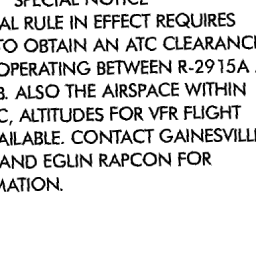 SPECIAL NOTICE
AL RULE IN EFFECT REQUIRES
TO OBTAIN AN ATC CLEARANC
OPERATING BETWEEN R-2915A
B. ALSO THE AIRSPACE WITHIN
C, ALTITUDES FOR VFR FLIGHT
AILABLE. CONTACT GAINESVILL
AND EGLIN RAPCON FOR
MATION.